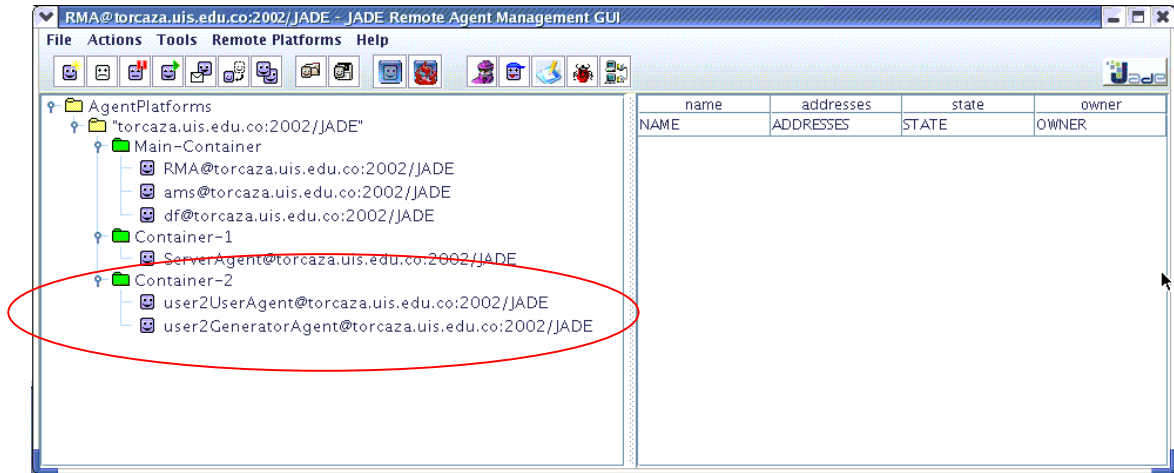 RMA@torcaza.uis.edu.co:2002/JADE - JADE Remote Agent Management GUI
File Actions Tools Remote Platforms Help
Jade
AgentPlatforms
"torcaza.uis.edu.co:2002/JADE"
Main-Container
RMA@torcaza.uis.edu.co:2002/JADE
ams@torcaza.uis.edu.co:2002/JADE
df@torcaza.uis.edu.co:2002/JADE
Container-1
ServerAgent@torcaza.uis.edu.co:2002/JADE
Container-2
user2UserAgent@torcaza.uis.edu.co:2002/JADE
user2GeneratorAgent@torcaza.uis.edu.co:2002/JADE
name addresses state owner
NAME ADDRESSES STATE OWNER